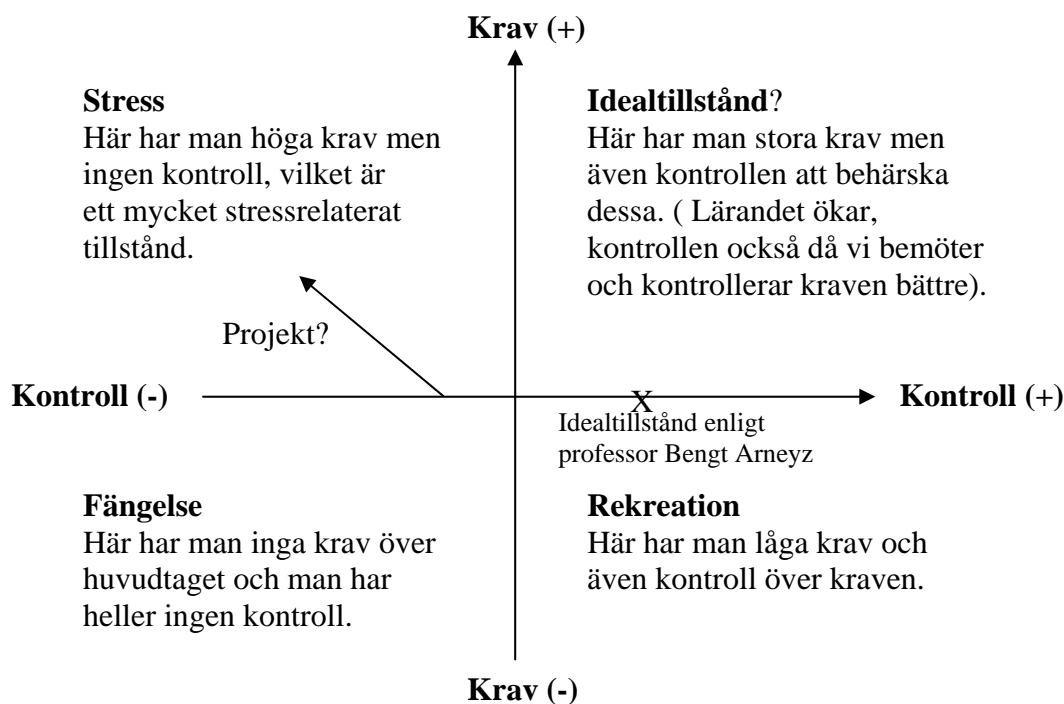 Krav (+)
Stress
Här har man höga krav men
ingen kontroll, vilket är
ett mycket stressrelaterat
tillstånd.
Idealtillstånd?
Här har man stora krav men
även kontrollen att behärska
dessa. ( Lärandet ökar,
kontrollen också då vi bemöter
och kontrollerar kraven bättre).
Projekt?
Kontroll (-)
X
Kontroll (+)
Idealtillstånd enligt
professor Bengt Arneyz
Fängelse
Här har man inga krav över
huvudtaget och man har
heller ingen kontroll.
Rekreation
Här har man låga krav och
även kontroll över kraven.
Krav (-)